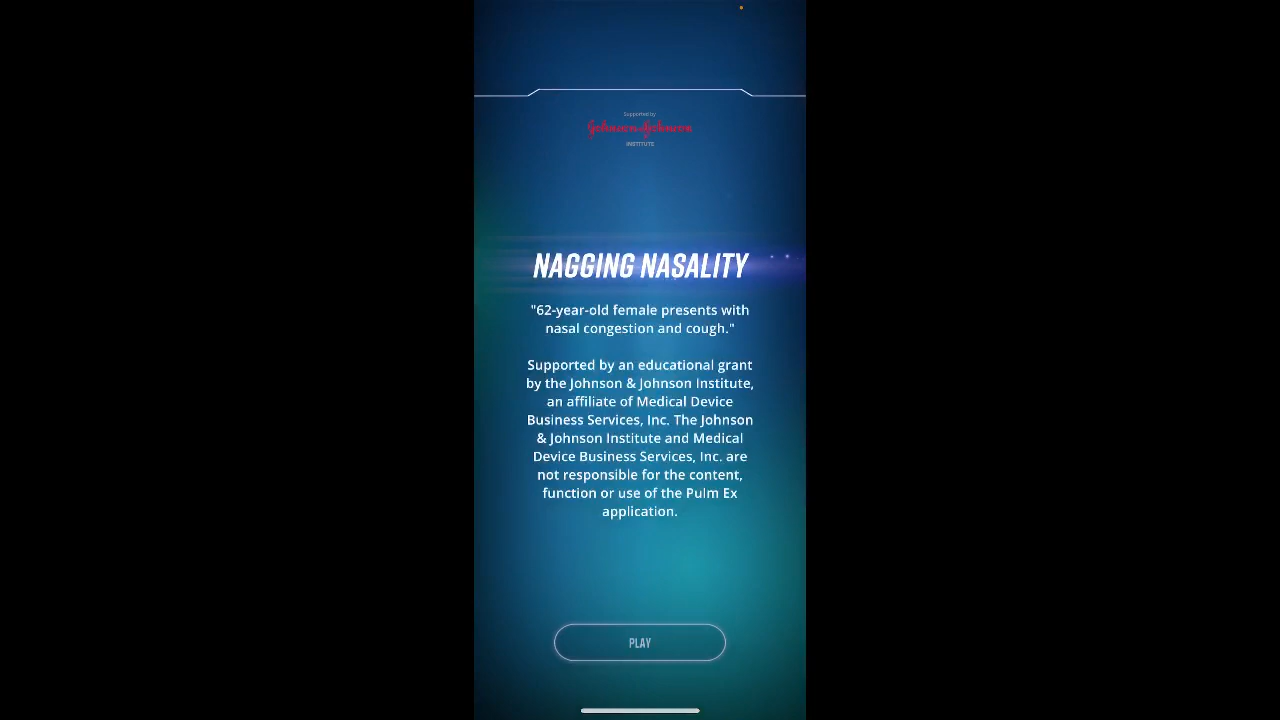 Supported by
Johnson & Johnson
INSTITUTE
NAGGING NASALITY
"62-year-old female presents with
nasal congestion and cough."
Supported by an educational grant
by the Johnson & Johnson Institute,
an affiliate of Medical Device
Business Services, Inc. The Johnson
& Johnson Institute and Medical
Device Business Services, Inc. are
not responsible for the content,
function or use of the Pulm Ex
application.
PLAY